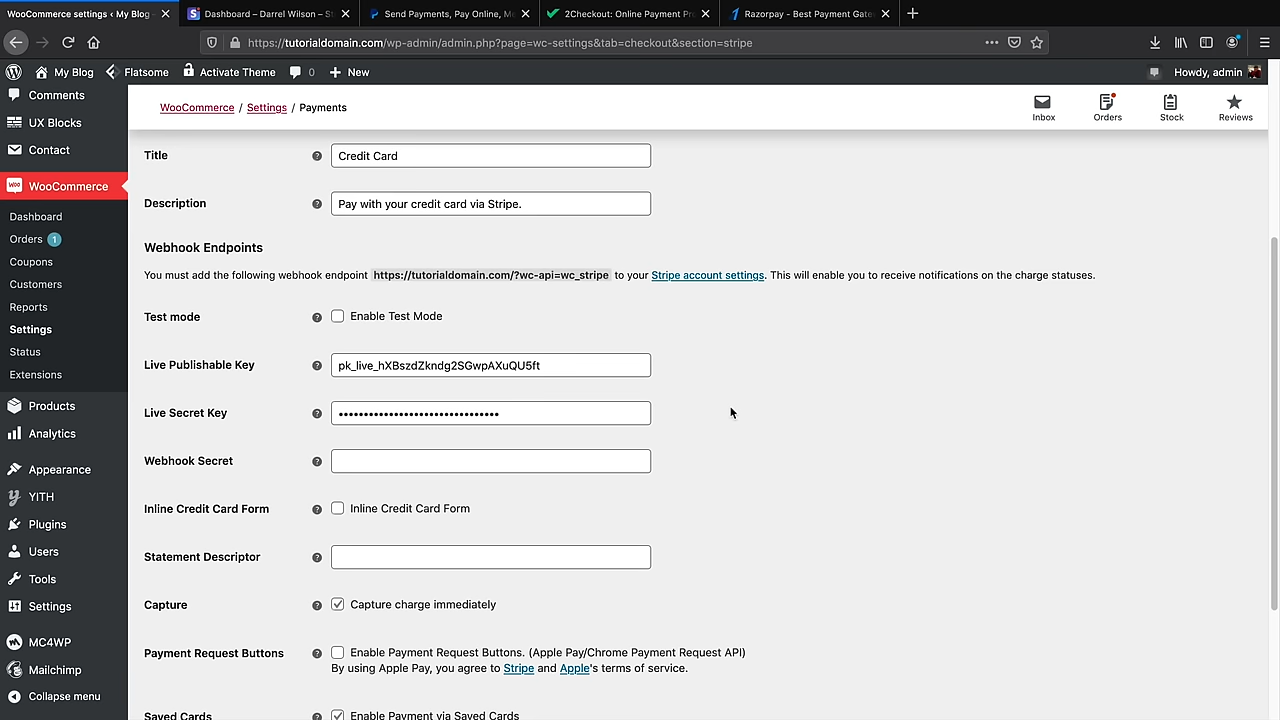 WooCommerce settings ‹ My Blog
Dashboard – Darrel Wilson – St
Send Payments, Pay Online, Me
2Checkout: Online Payment Pr
Razorpay - Best Payment Gate
https://tutorialdomain.com/wp-admin/admin.php?page=wc-settings&tab=checkout&section=stripe
My Blog
Flatsome
Activate Theme
0
New
Howdy, admin
Comments
UX Blocks
Contact
WooCommerce
Dashboard
Orders 1
Coupons
Customers
Reports
Settings
Status
Extensions
Products
Analytics
Appearance
YITH
Plugins
Users
Tools
Settings
MC4WP
Mailchimp
Collapse menu
WooCommerce / Settings / Payments
Inbox
Orders
Stock
Reviews
Title
Credit Card
Description
Pay with your credit card via Stripe.
Webhook Endpoints
You must add the following webhook endpoint https://tutorialdomain.com/?wc-api=wc_stripe to your Stripe account settings. This will enable you to receive notifications on the charge statuses.
Test mode
Enable Test Mode
Live Publishable Key
pk_live_hXBszdZkndg2SGwpAXuQU5ft
Live Secret Key
Webhook Secret
Inline Credit Card Form
Inline Credit Card Form
Statement Descriptor
Capture
Capture charge immediately
Payment Request Buttons
Enable Payment Request Buttons. (Apple Pay/Chrome Payment Request API)
By using Apple Pay, you agree to Stripe and Apple's terms of service.
Saved Cards
Enable Payment via Saved Cards